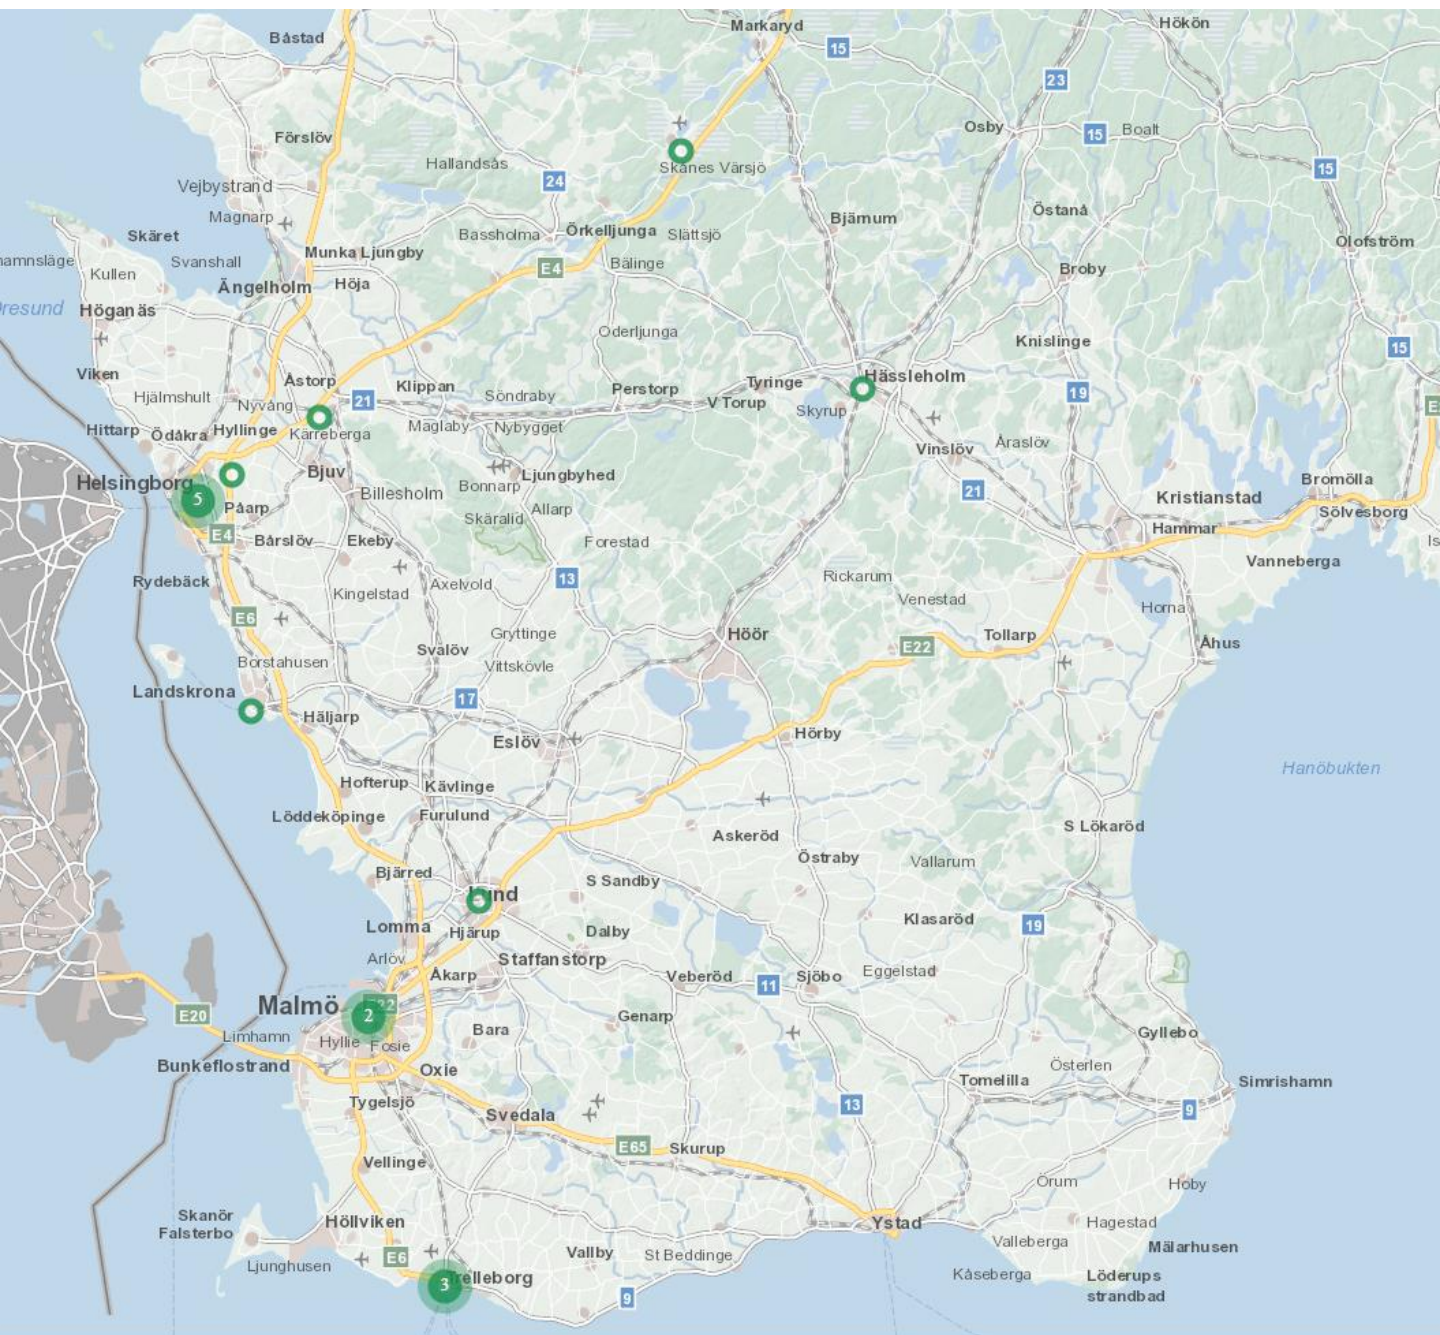 Markaryd
Hökön
Båstad
15
23
Osby
15
Boalt
Förslöv
Hallandsås
Skånes Värsjö
15
24
Vejbystrand
Magnarp
Bjärnum
Östanå
Skäret
Bassholma
Örkelljunga
Slättsjö
Olofström
Munka Ljungby
Svanshall
Kullen
E4
Bälinge
Broby
Ängelholm
Höja
Höganäs
Oderljunga
Knislinge
15
Viken
Åstorp
Klippan
Söndraby
Perstorp
Tyringe
Hässleholm
19
Hjälmshult
Nyvång
21
V Torup
Skyrup
Hittarp
Ödåkra
Hyllinge
Kärreberga
Maglaby
Nybygget
Vinslöv
Åraslöv
Helsingborg
5
Bjuv
Bonnarp
Ljungbyhed
Bromölla
Billesholm
21
Kristianstad
Påarp
Skäralid
Allarp
Sölvesborg
E4
Bårslöv
Ekeby
Forestad
Hammar
Vanneberga
Rydebäck
Kingelstad
Axelvold
13
Rickarum
Venestad
Horna
E6
Svalöv
Gryttinge
Höör
E22
Tollarp
Åhus
Borstahusen
Vittskövle
Landskrona
17
Häljarp
Eslöv
Hörby
Hanöbukten
Hofterup
Kävlinge
Löddeköpinge
Furulund
Askeröd
S Lökaröd
Östraby
Vallarum
Bjärred
S Sandby
Lomma
Hjärup
Dalby
Klasaröd
19
Arlöv
Åkarp
Staffanstorp
Veberöd
11
Sjöbo
Eggelstad
Malmö
2
E20
Limhamn
Hyllie
Fosie
Bara
Genarp
Gyllebo
Bunkeflostrand
Oxie
Österlen
Tomelilla
Simrishamn
Tygelsjö
Svedala
13
9
E65
Skurup
Vellinge
Örum
Hoby
Skanör
Falsterbo
Höllviken
Ystad
Hagestad
Valleberga
Mälarhusen
Ljunghusen
E6
Vallby
St Beddinge
3
Kåseberga
Löderups
strandbad
9